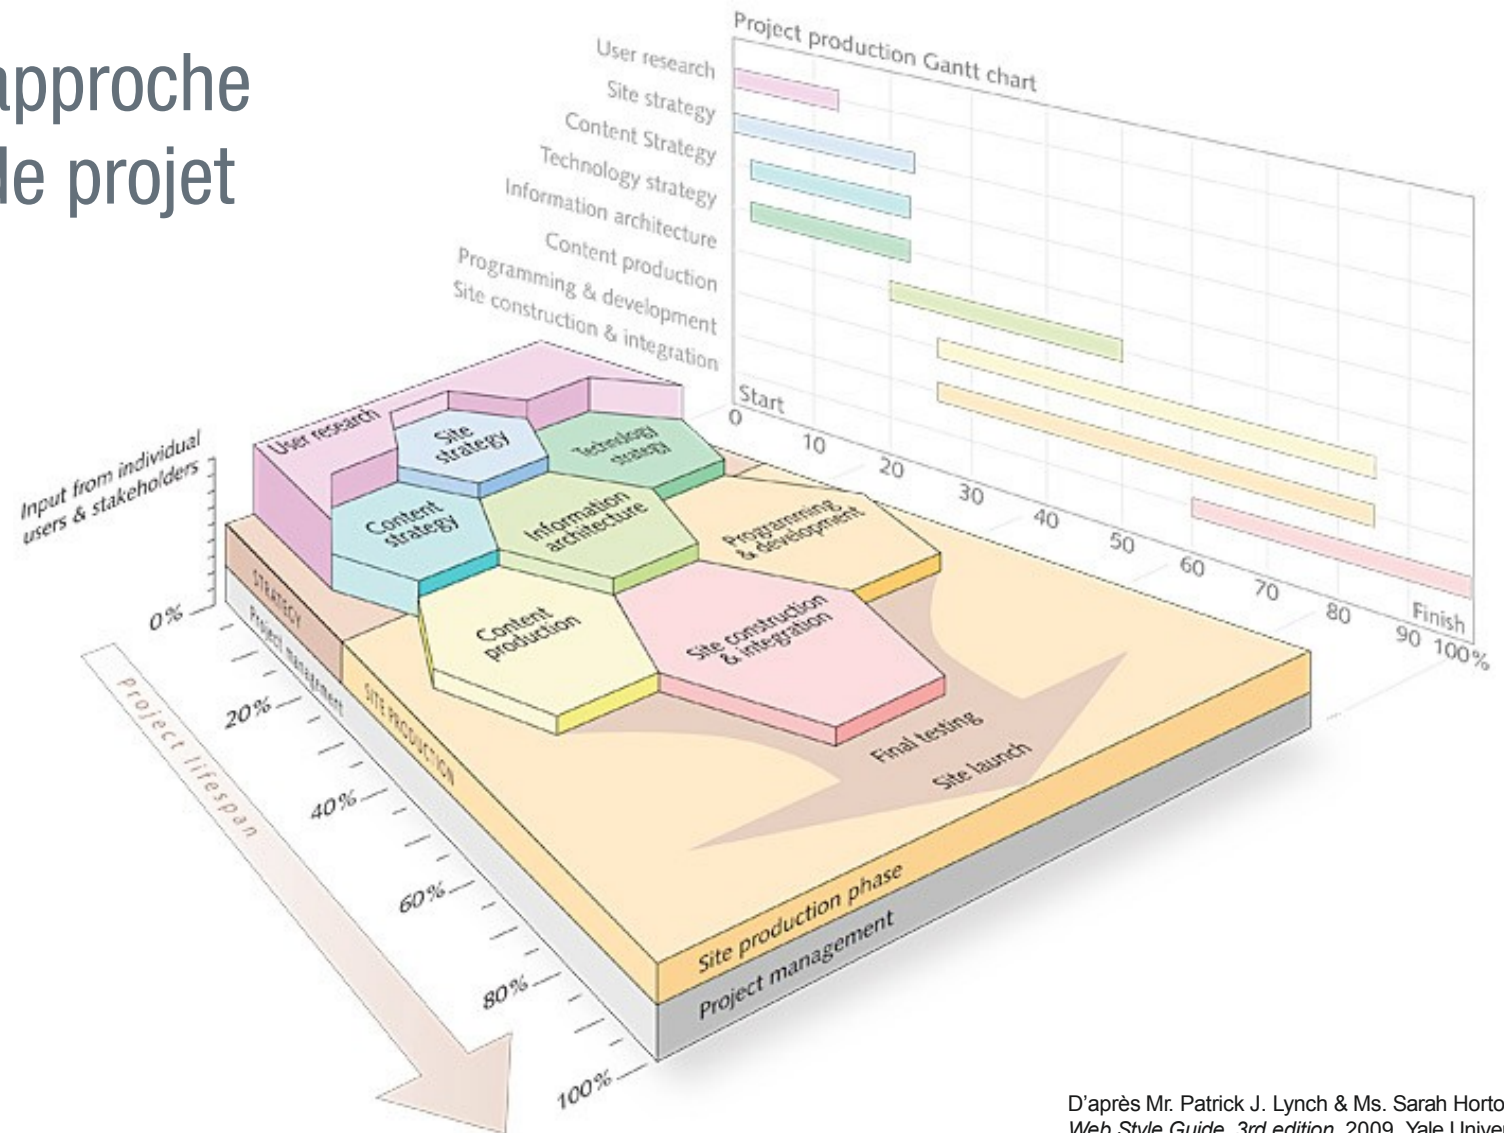 approche
de projet
Project production Gantt chart
User research
Site strategy
Content Strategy
Technology strategy
Information architecture
Content production
Programming & development
Site construction & integration
Start
Finish
0
10
20
30
40
50
60
70
80
90
100%
Input from individual
users & stakeholders
0%
20%
40%
60%
80%
100%
Project lifespan
User research
Site
strategy
Technology
strategy
Content
strategy
Information
architecture
Programming
& development
Content
production
Site construction
& integration
STRATEGY
Project management
SITE PRODUCTION
Final testing
Site launch
Site production phase
Project management
D'après Mr. Patrick J. Lynch & Ms. Sarah Horto
Web Style Guide, 3rd edition, 2009, Yale Univer